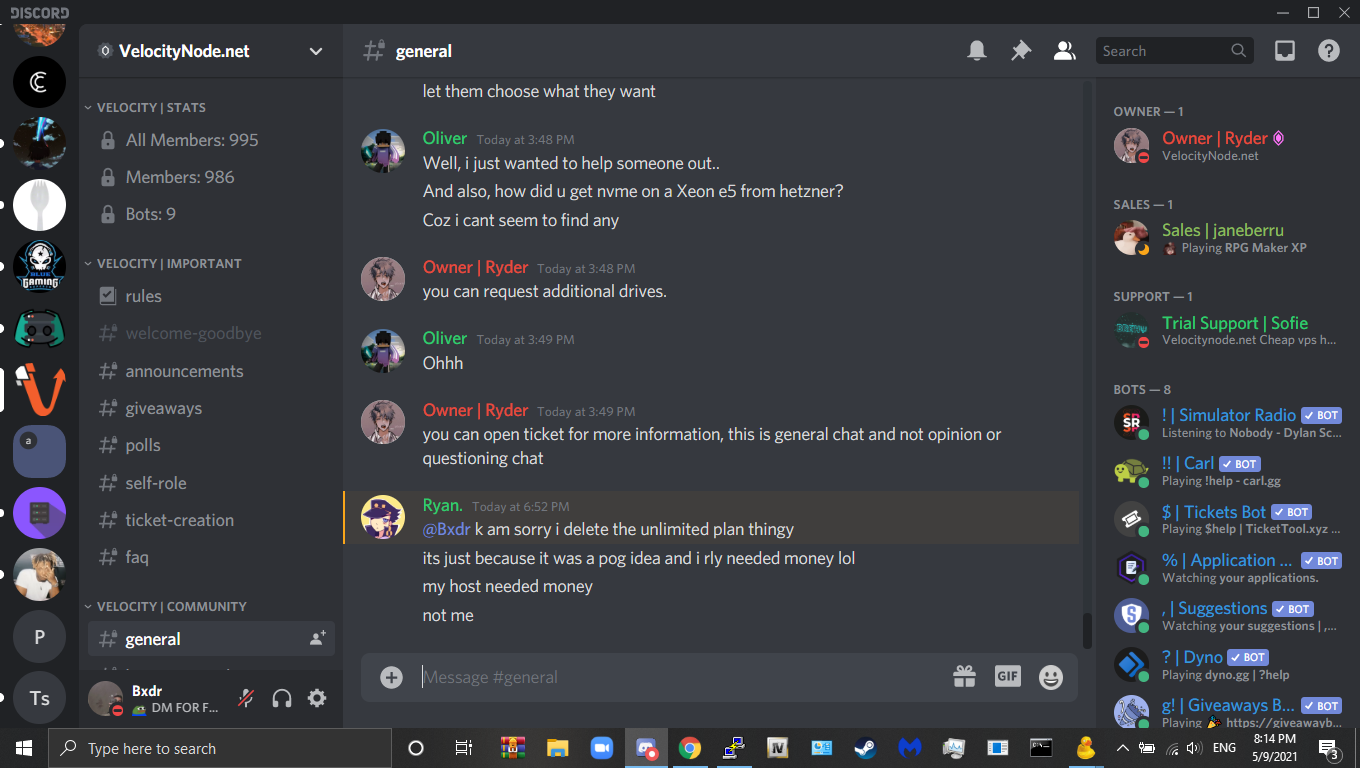 DISCORD
VelocityNode.net
general
Search
VELOCITY | STATS
All Members: 995
Members: 986
Bots: 9
VELOCITY | IMPORTANT
rules
welcome-goodbye
announcements
giveaways
polls
self-role
ticket-creation
faq
VELOCITY | COMMUNITY
general
a
P
Ts
Bxdr
DM FOR F...
let them choose what they want
Oliver Today at 3:48 PM
Well, i just wanted to help someone out..
And also, how did u get nvme on a Xeon e5 from hetzner?
Coz i cant seem to find any
Owner | Ryder Today at 3:48 PM
you can request additional drives.
Oliver Today at 3:49 PM
Ohhh
Owner | Ryder Today at 3:49 PM
you can open ticket for more information, this is general chat and not opinion or
questioning chat
Ryan. Today at 6:52 PM
@Bxdr k am sorry i delete the unlimited plan thingy
its just because it was a pog idea and i rly needed money lol
my host needed money
not me
Message #general
GIF
OWNER — 1
Owner | Ryder
VelocityNode.net
SALES — 1
Sales | janeberru
Playing RPG Maker XP
SUPPORT — 1
Trial Support | Sofie
Velocitynode.net Cheap vps h...
BOTS — 8
! | Simulator Radio BOT
Listening to Nobody - Dylan Sc...
!! | Carl BOT
Playing !help - carl.gg
$ | Tickets Bot BOT
Playing $help | TicketTool.xyz ...
% | Application ... BOT
Watching your applications.
, | Suggestions BOT
Watching your suggestions | ,...
? | Dyno BOT
Playing dyno.gg | ?help
g! | Giveaways B... BOT
Playing 🎉 https://giveawayb...
Type here to search
ENG
8:14 PM
5/9/2021
3